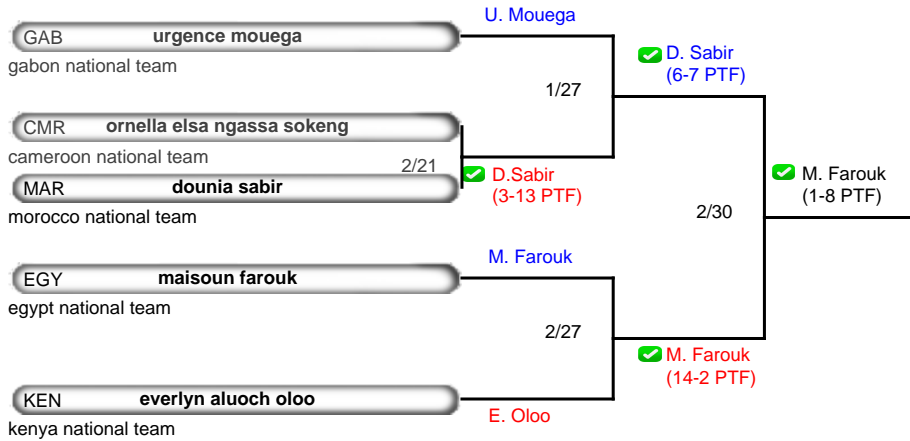 U. Mouega
GAB urgence mouega
gabon national team
D. Sabir
(6-7 PTF)
1/27
CMR ornella elsa ngassa sokeng
cameroon national team
2/21
D.Sabir
(3-13 PTF)
MAR dounia sabir
morocco national team
M. Farouk
(1-8 PTF)
2/30
M. Farouk
EGY maisoun farouk
egypt national team
2/27
M. Farouk
(14-2 PTF)
KEN everlyn aluoch oloo
E. Oloo
kenya national team